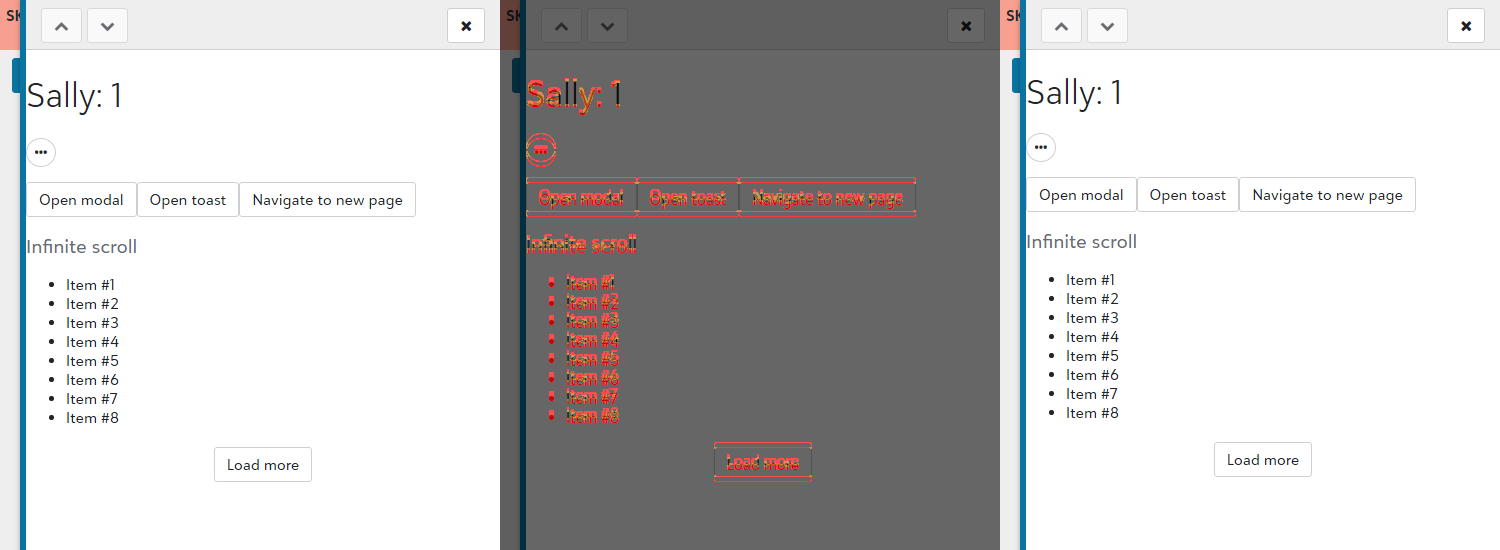 SK
Sally: 1
Open modal Open toast Navigate to new page
Infinite scroll
Item #1
Item #2
Item #3
Item #4
Item #5
Item #6
Item #7
Item #8
Load more
SK
Sally: 1
Open modal Open toast Navigate to new page
Infinite scroll
Item #1
Item #2
Item #3
Item #4
Item #5
Item #6
Item #7
Item #8
Load more
SK
Sally: 1
Open modal Open toast Navigate to new page
Infinite scroll
Item #1
Item #2
Item #3
Item #4
Item #5
Item #6
Item #7
Item #8
Load more